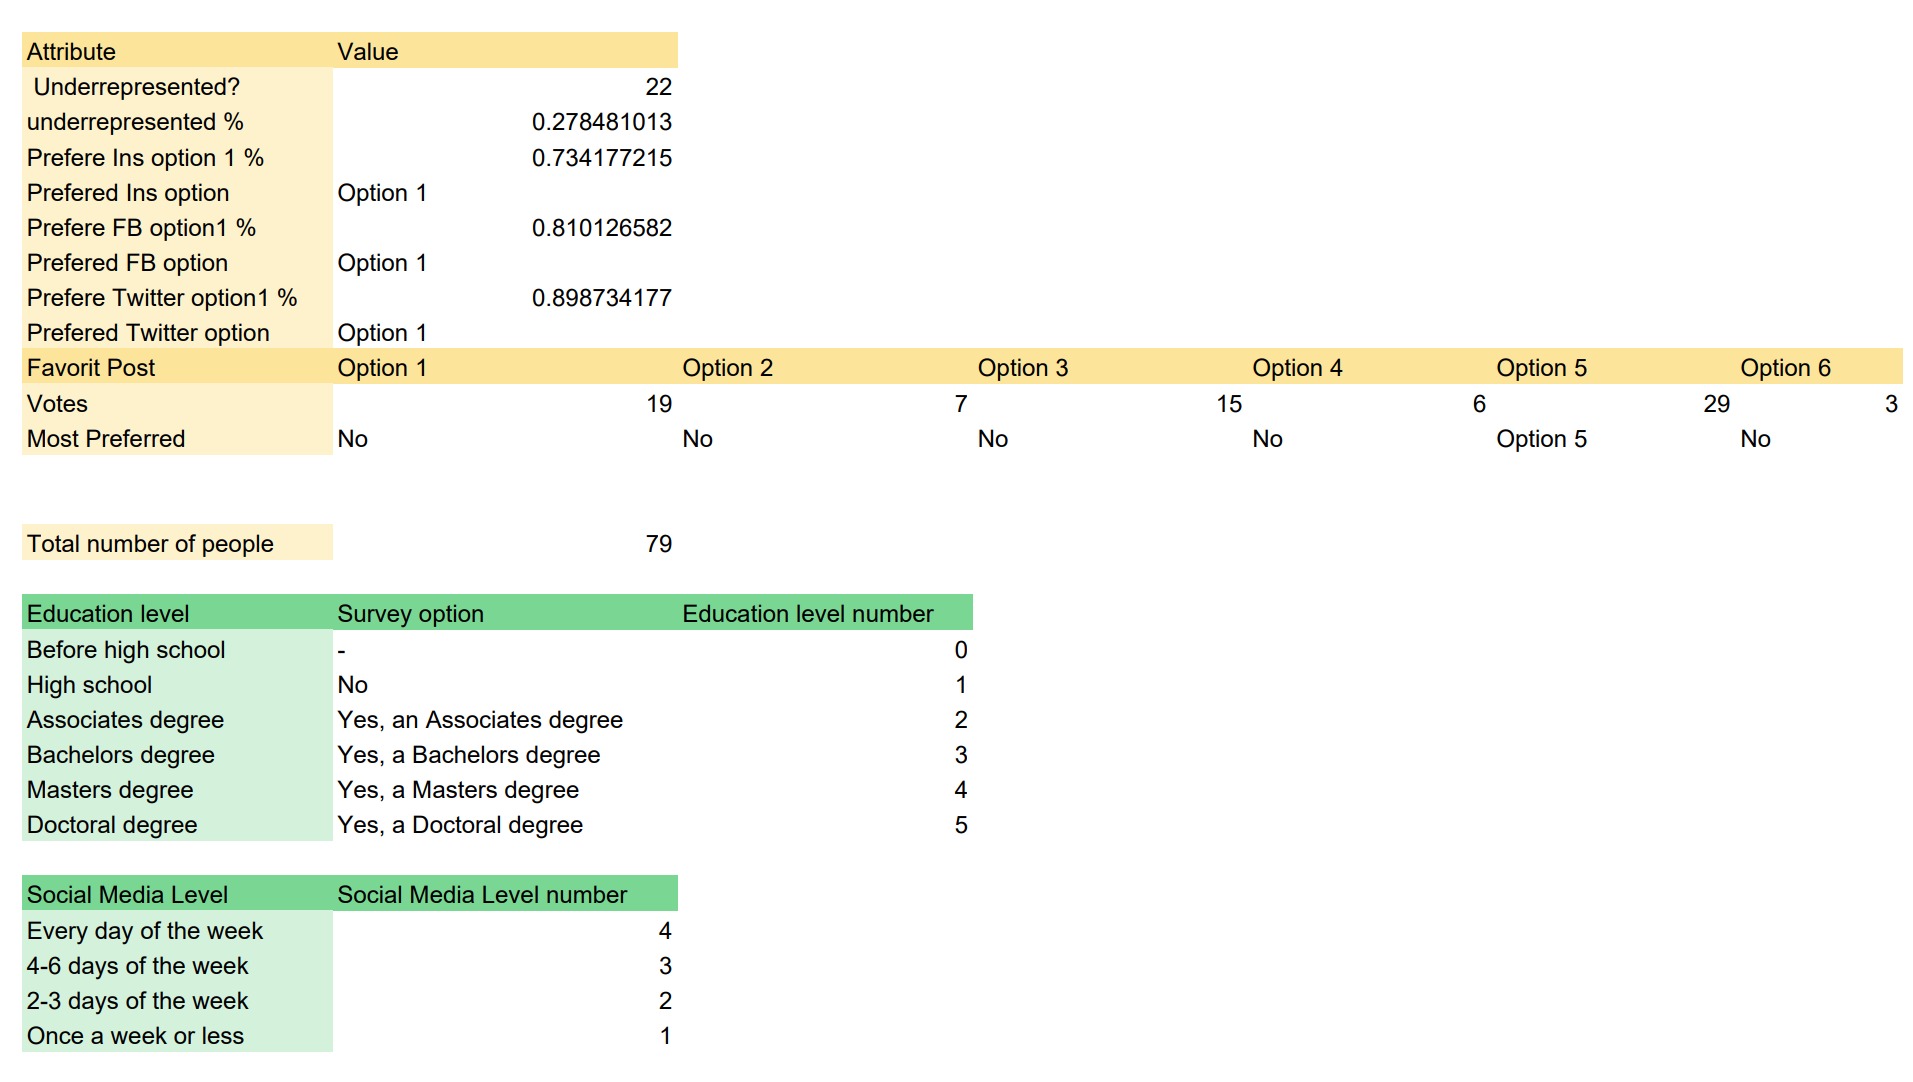 Attribute Value
Underrepresented? 22
underrepresented % 0.278481013
Prefere Ins option 1 % 0.734177215
Prefered Ins option Option 1
Prefere FB option1 % 0.810126582
Prefered FB option Option 1
Prefere Twitter option1 % 0.898734177
Prefered Twitter option Option 1
Favorit Post Option 1 Option 2 Option 3 Option 4 Option 5 Option 6
Votes 19 7 15 6 29 3
Most Preferred No No No No Option 5 No
Total number of people 79
Education level Survey option Education level number
Before high school - 0
High school No 1
Associates degree Yes, an Associates degree 2
Bachelors degree Yes, a Bachelors degree 3
Masters degree Yes, a Masters degree 4
Doctoral degree Yes, a Doctoral degree 5
Social Media Level Social Media Level number
Every day of the week 4
4-6 days of the week 3
2-3 days of the week 2
Once a week or less 1